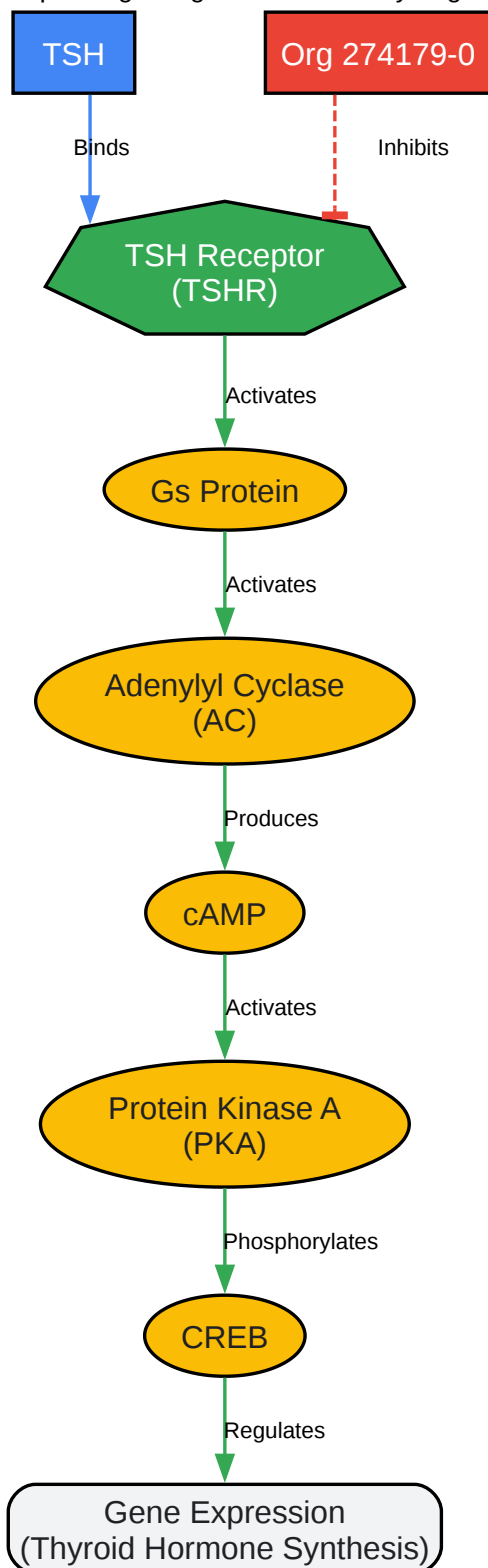 TSH
Org 274179-0
Binds
Inhibits
TSH Receptor
(TSHR)
Activates
Gs Protein
Activates
Adenylyl Cyclase
(AC)
Produces
cAMP
Activates
Protein Kinase A
(PKA)
Phosphorylates
CREB
Regulates
Gene Expression
(Thyroid Hormone Synthesis)